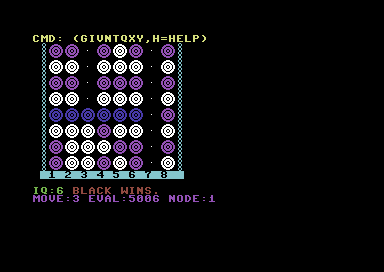 CMD: (GIVNTQXY,H=HELP)
1 2 3 4 5 6 7 8
IQ:6 BLACK WINS.
MOVE:3 EVAL:5006 NODE:1